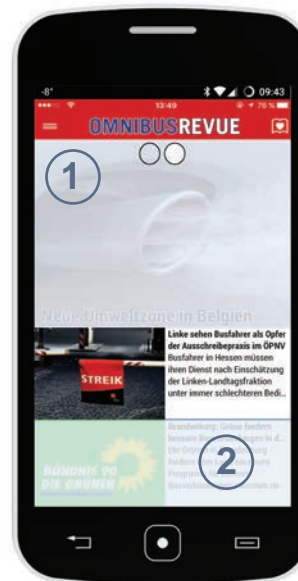 -8°
09:43
13:49
76 %
OMNIBUSREVUE
1
Neue Umweltzone in Belgien
STREIK
Linke sehen Busfahrer als Opfer
der Ausschreibepraxis im ÖPNV
Busfahrer in Hessen müssen
ihren Dienst nach Einschätzung
der Linken-Landtagsfraktion
unter immer schlechteren Bedi...
BÜNDNIS 90
DIE GRÜNEN
Brandenburg: Grüne fordern
2